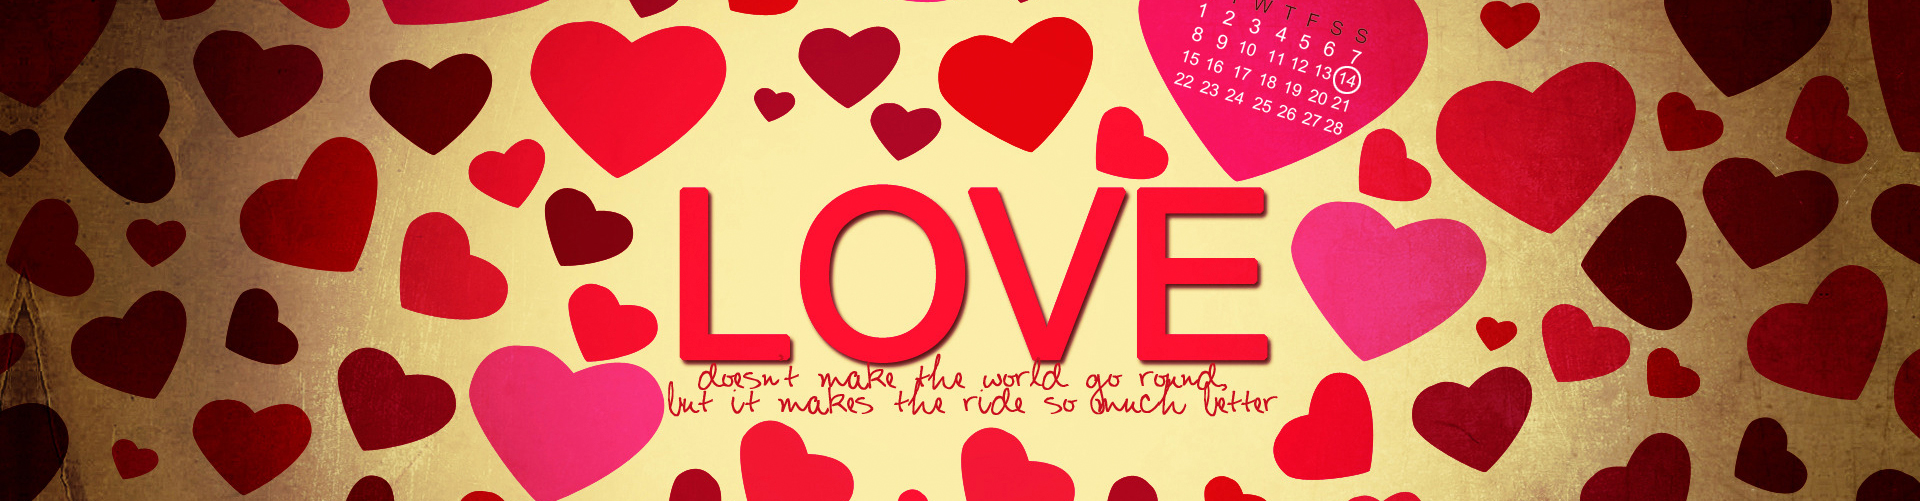 W T F S S
1 2 3 4 5 6 7
8 9 10 11 12 13 14
15 16 17 18 19 20 21
22 23 24 25 26 27 28
LOVE
doesn't make the world go round,
but it makes the ride so much better